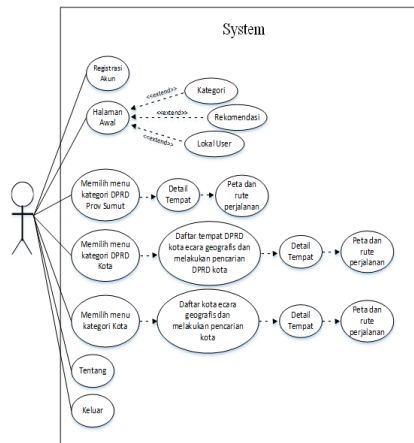 System
Registrasi
Akun
Halaman
Awal
<<extend>>
Kategori
<<extend>>
Rekomendasi
<<extend>>
Lokal User
Memilih menu
kategori DPRD
Prov Sumut
Detail
Tempat
Peta dan
rute
perjalanan
Memilih menu
kategori DPRD
Kota
Daftar tempat DPRD
kota ecara geografis dan
melakukan pencarian
DPRD kota
Detail
Tempat
Peta dan
rute
perjalanan
Memilih menu
kategori Kota
Daftar kota ecara
geografis dan
melakukan pencarian
kota
Detail
Tempat
Peta dan
rute
perjalanan
Tentang
Keluar